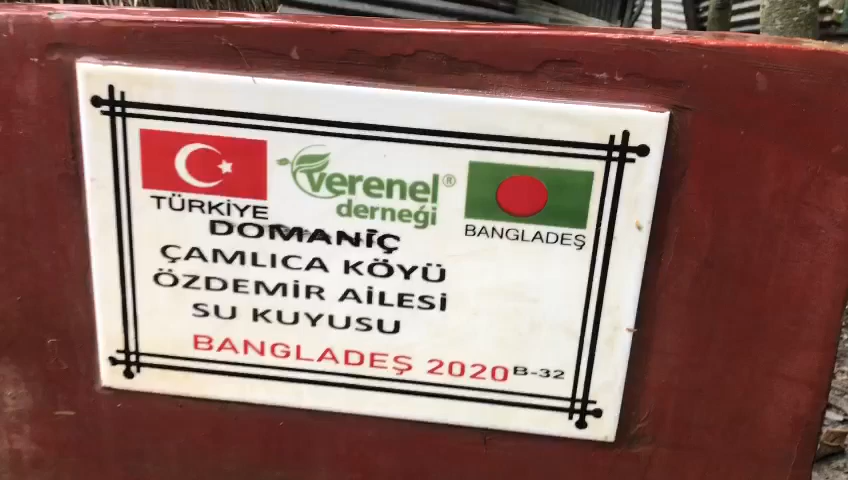 verenel®
derneği
TÜRKİYE
BANGLADEŞ
DOMANİÇ
ÇAMLICA KÖYÜ
ÖZDEMİR AİLESİ
SU KUYUSU
BANGLADEŞ 2020 B-32